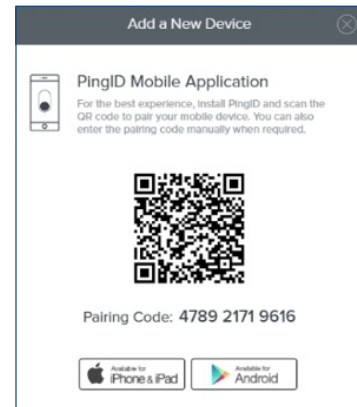 Add a New Device
PingID Mobile Application
For the best experience, install PingID and scan the
QR code to pair your mobile device. You can also
enter the pairing code manually when required.
Pairing Code: 4789 2171 9616
Available for
iPhone & iPad
Available for
Android